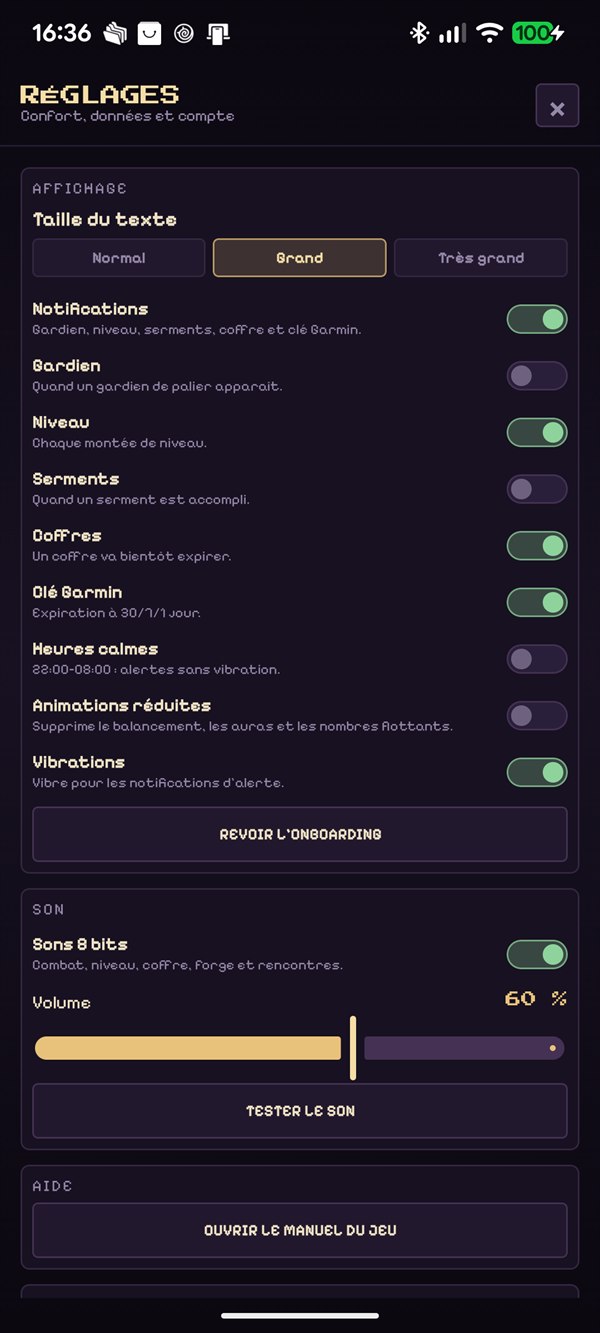 16:36
100
RÉGLAGES
Confort, données et compte
×
AFFICHAGE
Taille du texte
Normal
Grand
Très grand
Notifications
Gardien, niveau, serments, coffre et clé Garmin.
Gardien
Quand un gardien de palier apparait.
Niveau
Chaque montée de niveau.
Serments
Quand un serment est accompli.
Coffres
Un coffre va bientôt expirer.
Clé Garmin
Expiration à 30/7/1 jour.
Heures calmes
22:00-08:00 : alertes sans vibration.
Animations réduites
Supprime le balancement, les auras et les nombres flottants.
Vibrations
Vibre pour les notifications d'alerte.
REVOIR L'ONBOARDING
SON
Sons 8 bits
Combat, niveau, coffre, forge et rencontres.
Volume
60 %
TESTER LE SON
AIDE
OUVRIR LE MANUEL DU JEU